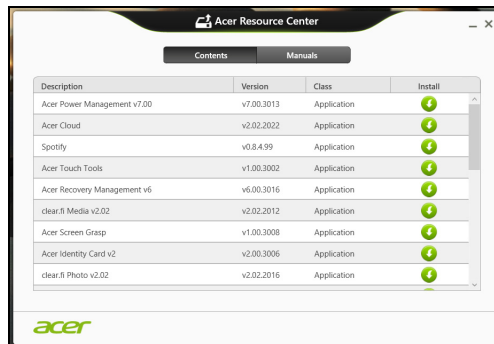 Acer Resource Center
Contents Manuals
Description Version Class Install
Acer Power Management v7.00 v7.00.3013 Application
Acer Cloud v2.02.2022 Application
Spotify v0.8.4.99 Application
Acer Touch Tools v1.00.3002 Application
Acer Recovery Management v6 v6.00.3016 Application
clear.fi Media v2.02 v2.02.2012 Application
Acer Screen Grasp v1.00.3008 Application
Acer Identity Card v2 v2.00.3006 Application
clear.fi Photo v2.02 v2.02.2016 Application
acer